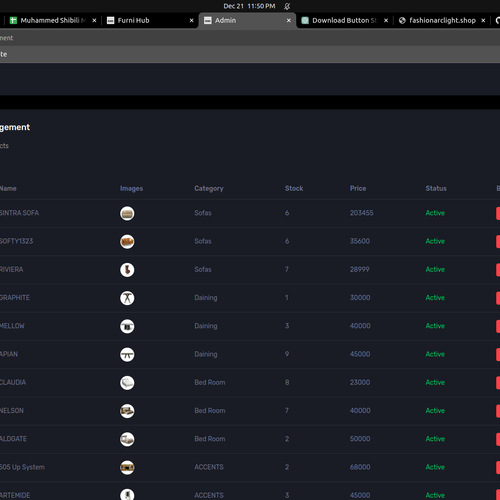 Dec 21 11:50 PM
Muhammed Shibili M
Furni Hub
Admin
Download Button St
fashionarclight.shop
ment
te
gement
cts
Name Images Category Stock Price Status
SINTRA SOFA Sofas 6 203455 Active
SOFTY1323 Sofas 6 35600 Active
RIVIERA Sofas 7 28999 Active
GRAPHITE Daining 1 30000 Active
MELLOW Daining 3 40000 Active
APIAN Daining 9 45000 Active
CLAUDIA Bed Room 8 23000 Active
NELSON Bed Room 7 40000 Active
ALDGATE Bed Room 2 50000 Active
505 Up System ACCENTS 2 68000 Active
ARTEMIDE ACCENTS 3 45000 Active